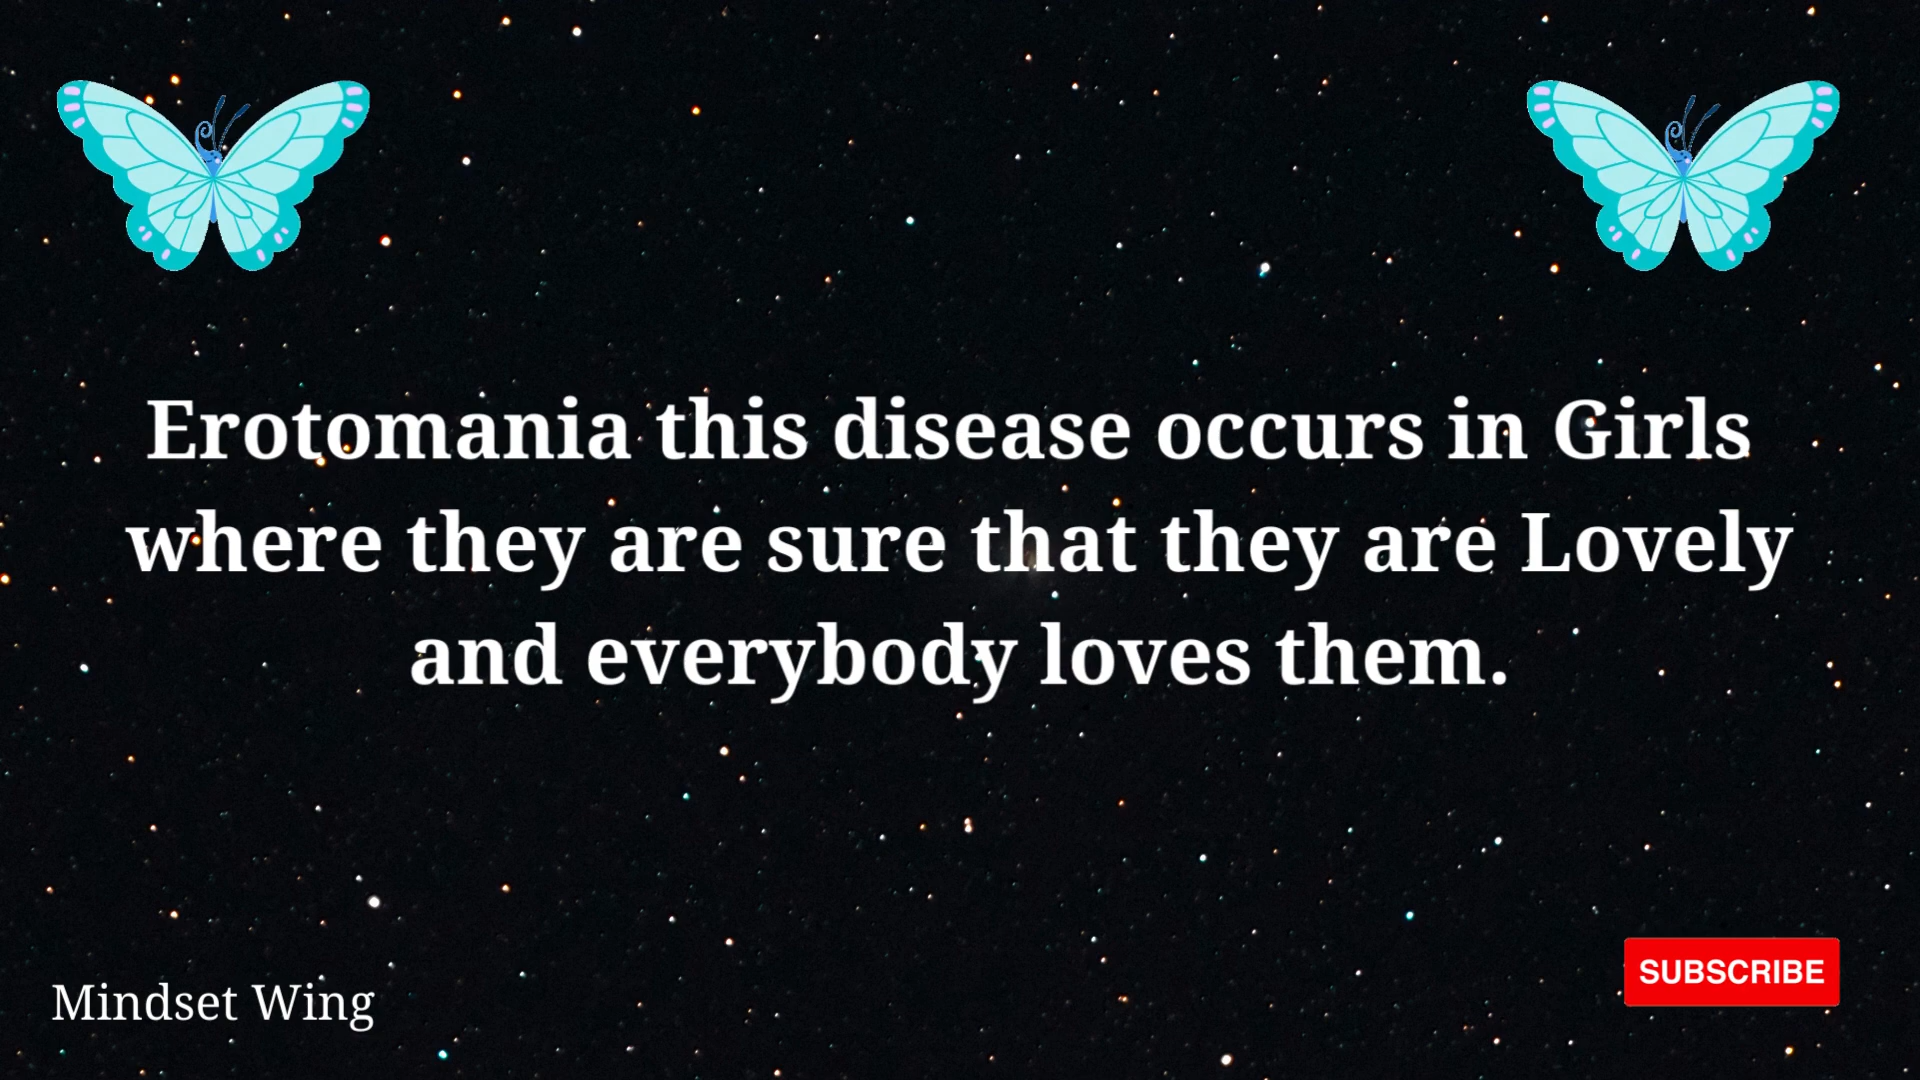 Erotomania this disease occurs in Girls
where they are sure that they are Lovely
and everybody loves them.
Mindset Wing
SUBSCRIBE